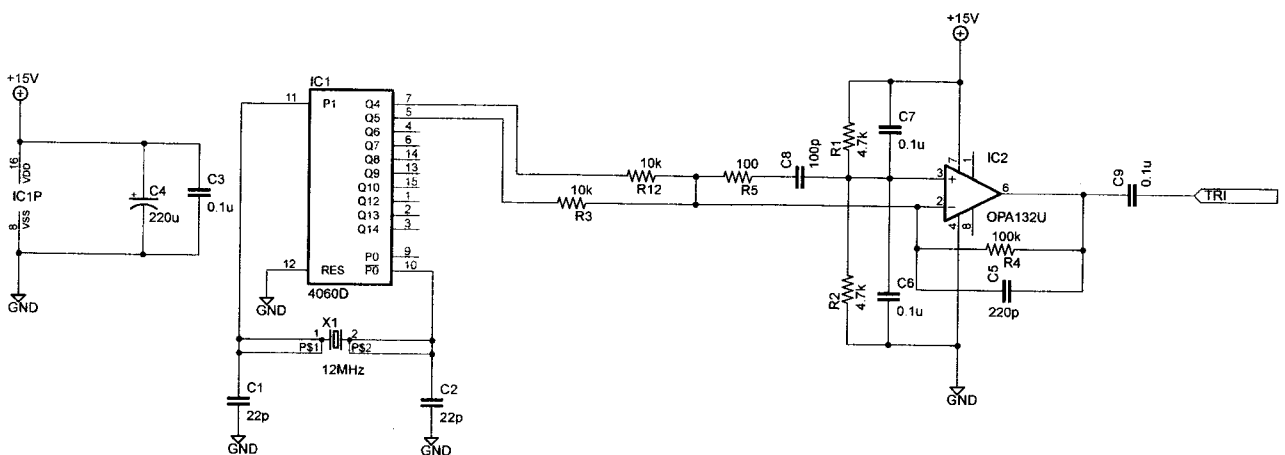 +15V
16
VDD
IC1P
8
VSS
GND
C4
220u
C3
0.1u
IC1
11
P1
Q4
7
Q5
5
Q6
4
Q7
6
Q8
14
Q9
13
Q10
15
Q12
1
Q13
2
Q14
3
P0
9
P0
10
12
RES
GND
4060D
X1
1
2
P$1
P$2
12MHz
C1
22p
GND
C2
22p
GND
10k
R12
10k
R3
100
R5
C8
100p
+15V
R1
4.7k
C7
0.1u
7
1
IC2
3
+
2
−
6
OPA132U
4
8
100k
R4
C5
220p
R2
4.7k
C6
0.1u
GND
C9
0.1u
TRI